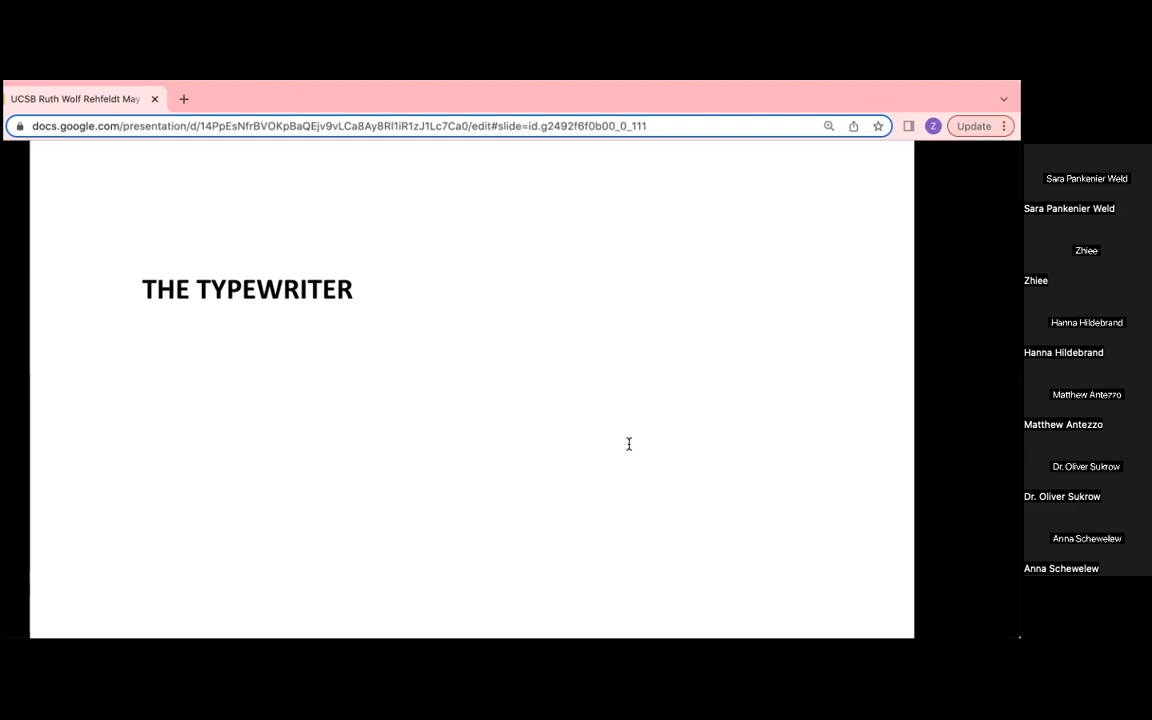 UCSB Ruth Wolf Rehfeldt May
docs.google.com/presentation/d/14PpEsNfrBVOKpBaQEjv9vLCa8Ay8Rl1iR1zJ1Lc7Ca0/edit#slide=id.g2492f6f0b00_0_111
Z
Update
THE TYPEWRITER
Sara Pankenier Weld
Sara Pankenier Weld
Zhiee
Zhiee
Hanna Hildebrand
Hanna Hildebrand
Matthew Antezzo
Matthew Antezzo
Dr. Oliver Sukrow
Dr. Oliver Sukrow
Anna Schewelew
Anna Schewelew